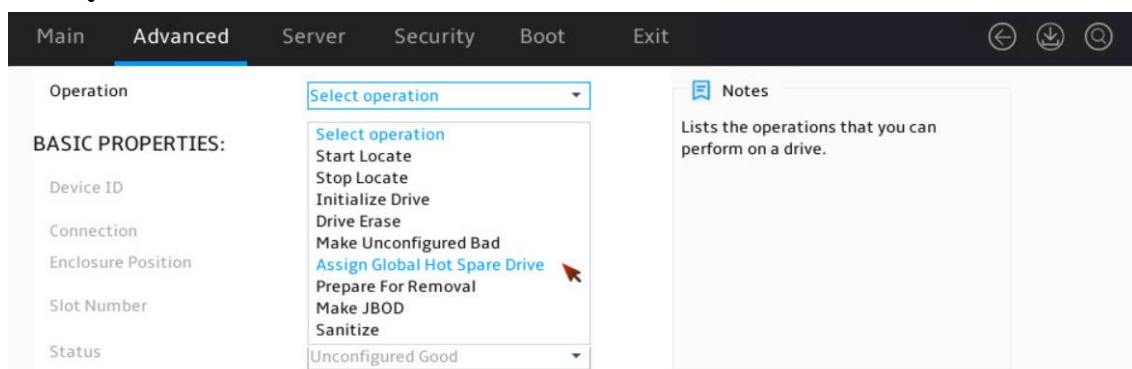 Main Advanced Server Security Boot Exit
Operation
Select operation
Notes
Lists the operations that you can
perform on a drive.
BASIC PROPERTIES:
Device ID
Connection
Enclosure Position
Slot Number
Status
Select operation
Start Locate
Stop Locate
Initialize Drive
Drive Erase
Make Unconfigured Bad
Assign Global Hot Spare Drive
Prepare For Removal
Make JBOD
Sanitize
Unconfigured Good